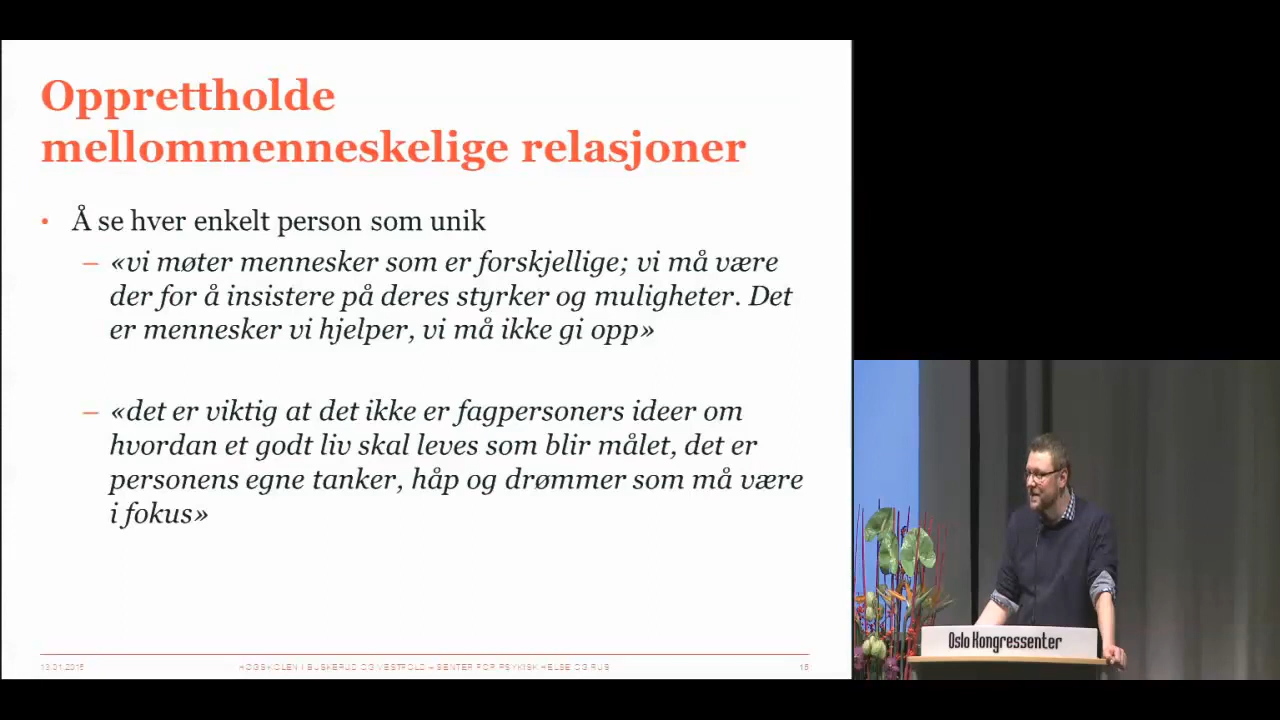 Opprettholde
mellommenneskelige relasjoner
• Å se hver enkelt person som unik
– «vi møter mennesker som er forskjellige; vi må være
der for å insistere på deres styrker og muligheter. Det
er mennesker vi hjelper, vi må ikke gi opp»
– «det er viktig at det ikke er fagpersoners ideer om
hvordan et godt liv skal leves som blir målet, det er
personens egne tanker, håp og drømmer som må være
i fokus»
HØGSKOLEN I BUSKERUD OG VESTFOLD – SENTER FOR PSYKISK HELSE OG RUS
Oslo Kongressenter